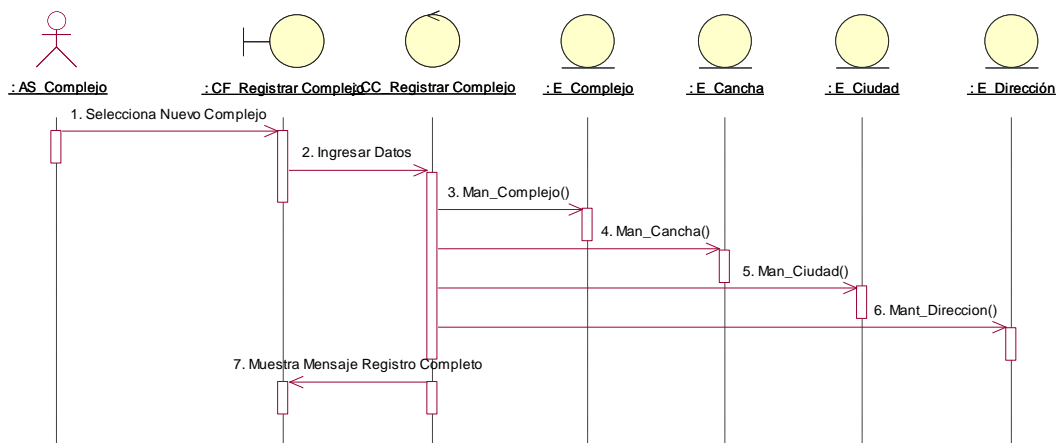 : AS_Complejo
: CF_Registrar Complejo
: CC_Registrar Complejo
: E_Complejo
: E_Cancha
: E_Ciudad
: E_Dirección
1. Selecciona Nuevo Complejo
2. Ingresar Datos
3. Man_Complejo()
4. Man_Cancha()
5. Man_Ciudad()
6. Mant_Direccion()
7. Muestra Mensaje Registro Completo